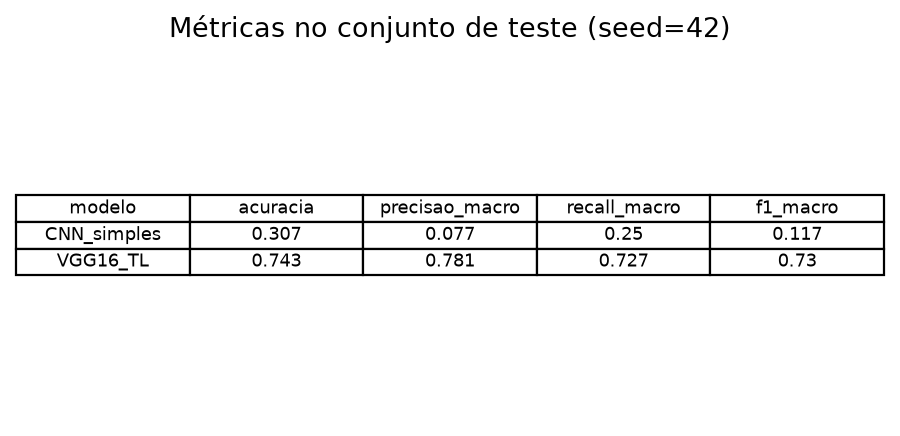 Métricas no conjunto de teste (seed=42)
modelo acuracia precisao_macro recall_macro f1_macro
CNN_simples 0.307 0.077 0.25 0.117
VGG16_TL 0.743 0.781 0.727 0.73